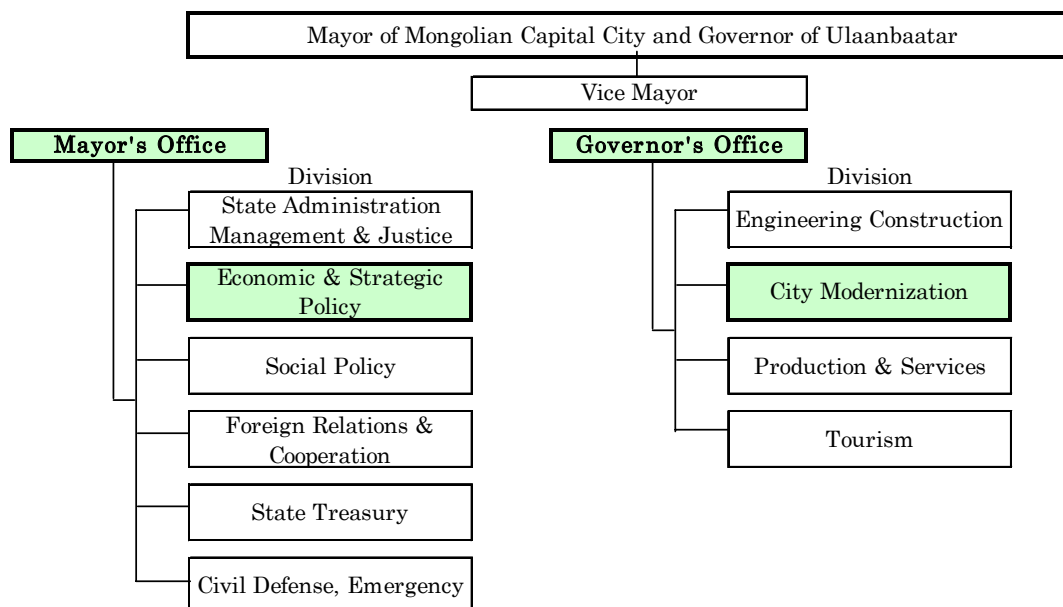 Mayor of Mongolian Capital City and Governor of Ulaanbaatar
Vice Mayor
Mayor's Office
Division
State Administration
Management & Justice
Economic & Strategic
Policy
Social Policy
Foreign Relations &
Cooperation
State Treasury
Civil Defense, Emergency
Governor's Office
Division
Engineering Construction
City Modernization
Production & Services
Tourism